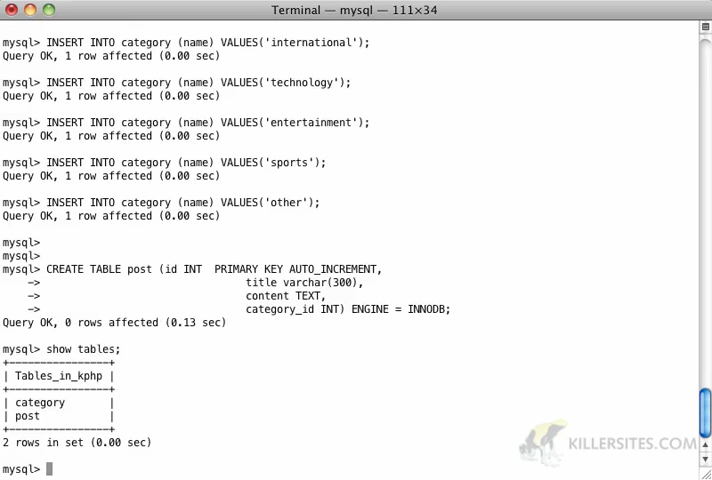 Terminal — mysql — 111×34
mysql> INSERT INTO category (name) VALUES('international');
Query OK, 1 row affected (0.00 sec)
mysql> INSERT INTO category (name) VALUES('technology');
Query OK, 1 row affected (0.00 sec)
mysql> INSERT INTO category (name) VALUES('entertainment');
Query OK, 1 row affected (0.00 sec)
mysql> INSERT INTO category (name) VALUES('sports');
Query OK, 1 row affected (0.00 sec)
mysql> INSERT INTO category (name) VALUES('other');
Query OK, 1 row affected (0.00 sec)
mysql>
mysql>
mysql> CREATE TABLE post (id INT  PRIMARY KEY AUTO_INCREMENT,
    ->                                title varchar(300),
    ->                                content TEXT,
    ->                                category_id INT) ENGINE = INNODB;
Query OK, 0 rows affected (0.13 sec)
mysql> show tables;
+----------------+
| Tables_in_kphp |
+----------------+
| category       |
| post           |
+----------------+
2 rows in set (0.00 sec)
mysql>
KILLERSITES.COM